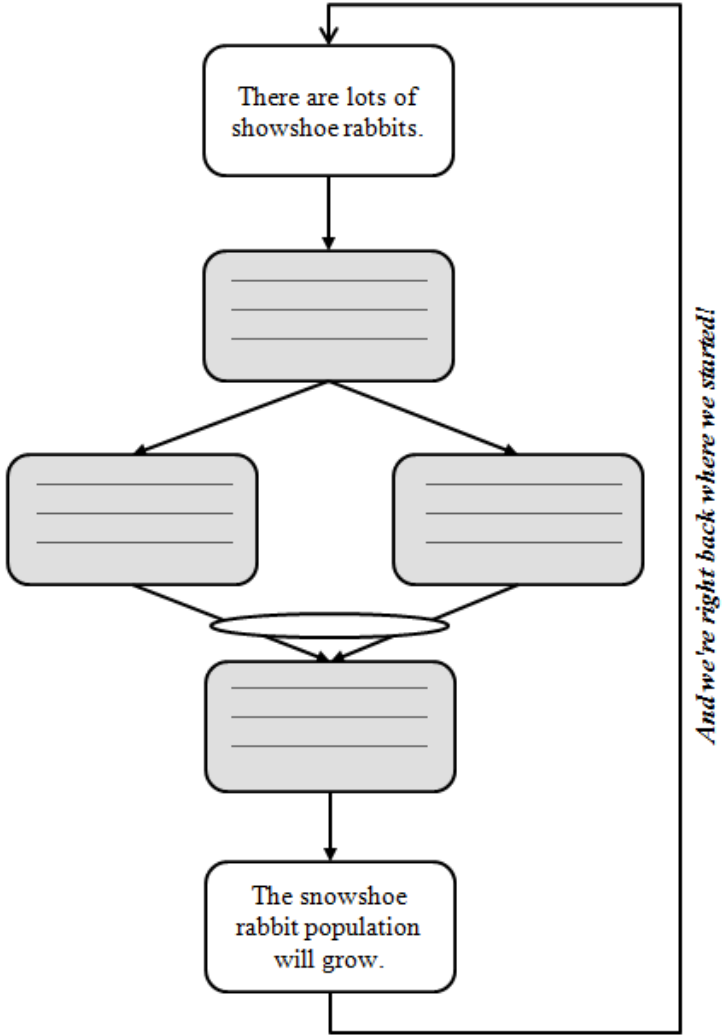 There are lots of
showshoe rabbits.
The snowshoe
rabbit population
will grow.
And we're right back where we started!